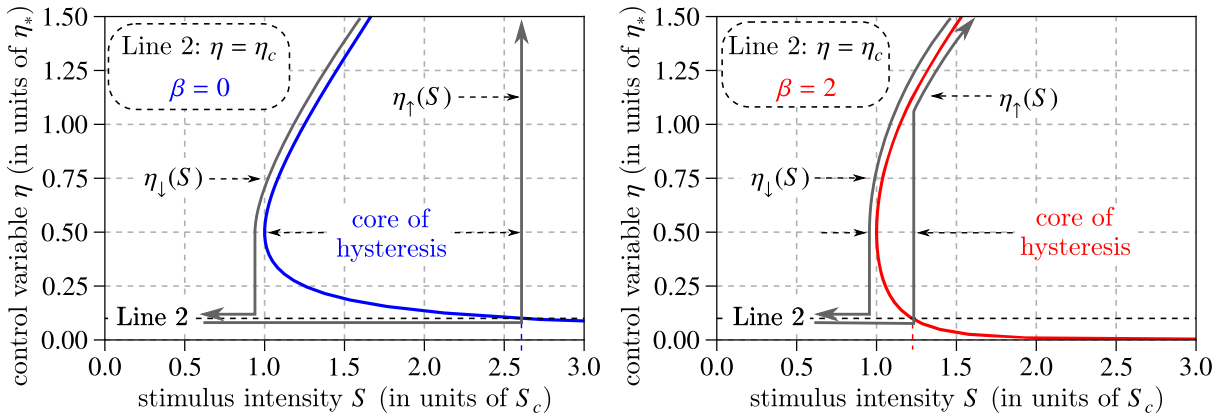 control variable η (in units of η∗)
1.50
1.25
1.00
0.75
0.50
0.25
0.00
Line 2: η = ηc
β = 0
η↑(S)
η↓(S)
core of
hysteresis
Line 2
0.0 0.5 1.0 1.5 2.0 2.5 3.0
stimulus intensity S (in units of Sc)
control variable η (in units of η∗)
1.50
1.25
1.00
0.75
0.50
0.25
0.00
Line 2: η = ηc
β = 2
η↑(S)
η↓(S)
core of
hysteresis
Line 2
0.0 0.5 1.0 1.5 2.0 2.5 3.0
stimulus intensity S (in units of Sc)